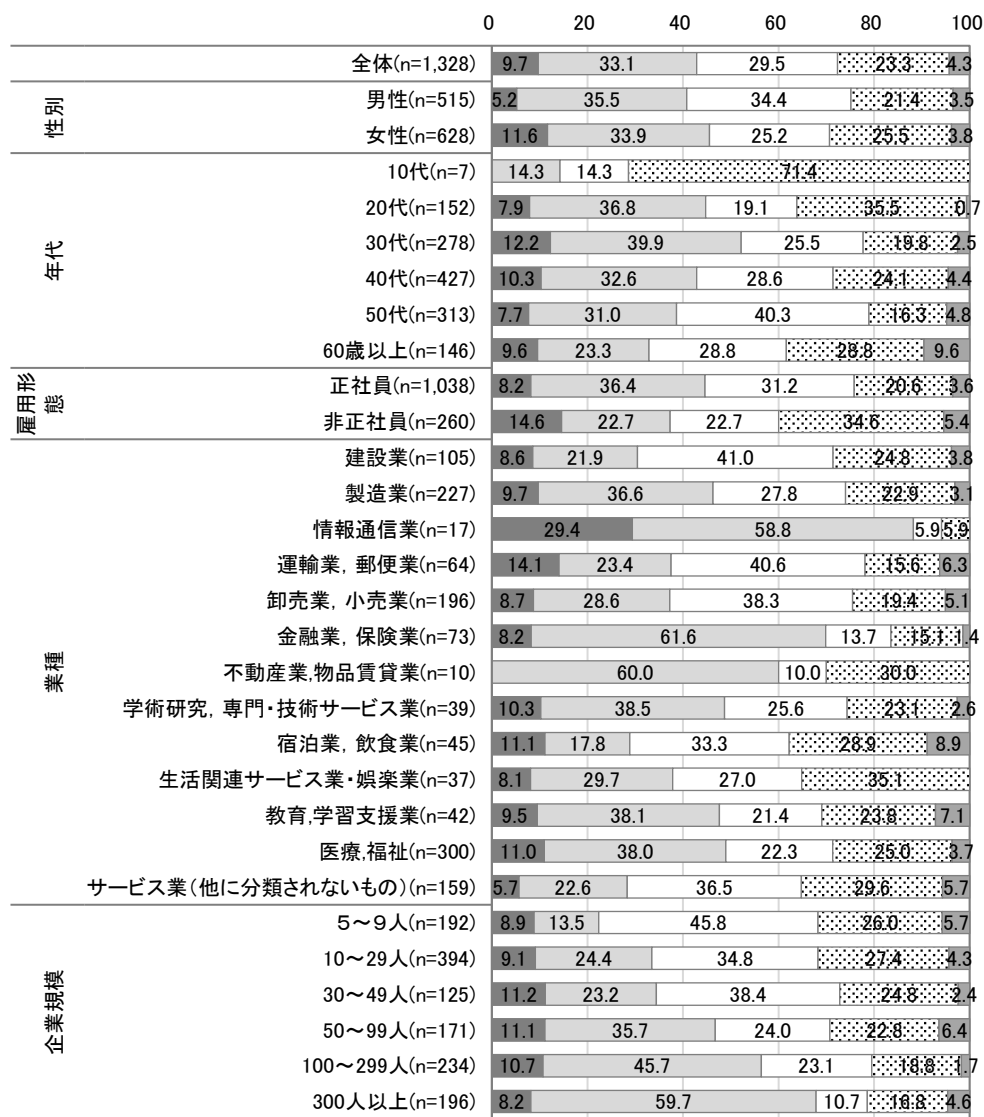 0 20 40 60 80 100
全体(n=1,328) 9.7 33.1 29.5 23.3 4.3
性別
男性(n=515) 5.2 35.5 34.4 21.4 3.5
女性(n=628) 11.6 33.9 25.2 25.5 3.8
年代
10代(n=7) 14.3 14.3 71.4
20代(n=152) 7.9 36.8 19.1 35.5 0.7
30代(n=278) 12.2 39.9 25.5 19.8 2.5
40代(n=427) 10.3 32.6 28.6 24.1 4.4
50代(n=313) 7.7 31.0 40.3 16.3 4.8
60歳以上(n=146) 9.6 23.3 28.8 28.8 9.6
雇用形態
正社員(n=1,038) 8.2 36.4 31.2 20.6 3.6
非正社員(n=260) 14.6 22.7 22.7 34.6 5.4
業種
建設業(n=105) 8.6 21.9 41.0 24.8 3.8
製造業(n=227) 9.7 36.6 27.8 22.9 3.1
情報通信業(n=17) 29.4 58.8 5.9 5.9
運輸業，郵便業(n=64) 14.1 23.4 40.6 15.6 6.3
卸売業，小売業(n=196) 8.7 28.6 38.3 19.4 5.1
金融業，保険業(n=73) 8.2 61.6 13.7 15.1 1.4
不動産業,物品賃貸業(n=10) 60.0 10.0 30.0
学術研究，専門・技術サービス業(n=39) 10.3 38.5 25.6 23.1 2.6
宿泊業，飲食業(n=45) 11.1 17.8 33.3 28.9 8.9
生活関連サービス業・娯楽業(n=37) 8.1 29.7 27.0 35.1
教育,学習支援業(n=42) 9.5 38.1 21.4 23.8 7.1
医療,福祉(n=300) 11.0 38.0 22.3 25.0 3.7
サービス業（他に分類されないもの）(n=159) 5.7 22.6 36.5 29.6 5.7
企業規模
５～９人(n=192) 8.9 13.5 45.8 26.0 5.7
10～29人(n=394) 9.1 24.4 34.8 27.4 4.3
30～49人(n=125) 11.2 23.2 38.4 24.8 2.4
50～99人(n=171) 11.1 35.7 24.0 22.8 6.4
100～299人(n=234) 10.7 45.7 23.1 18.8 1.7
300人以上(n=196) 8.2 59.7 10.7 16.8 4.6